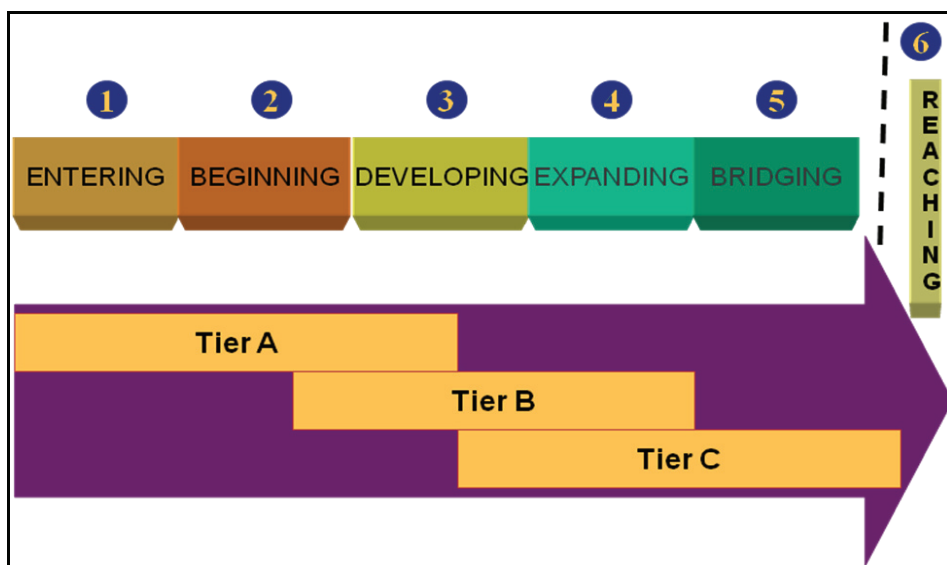 1 2 3 4 5 6
ENTERING BEGINNING DEVELOPING EXPANDING BRIDGING
REACHING
Tier A
Tier B
Tier C